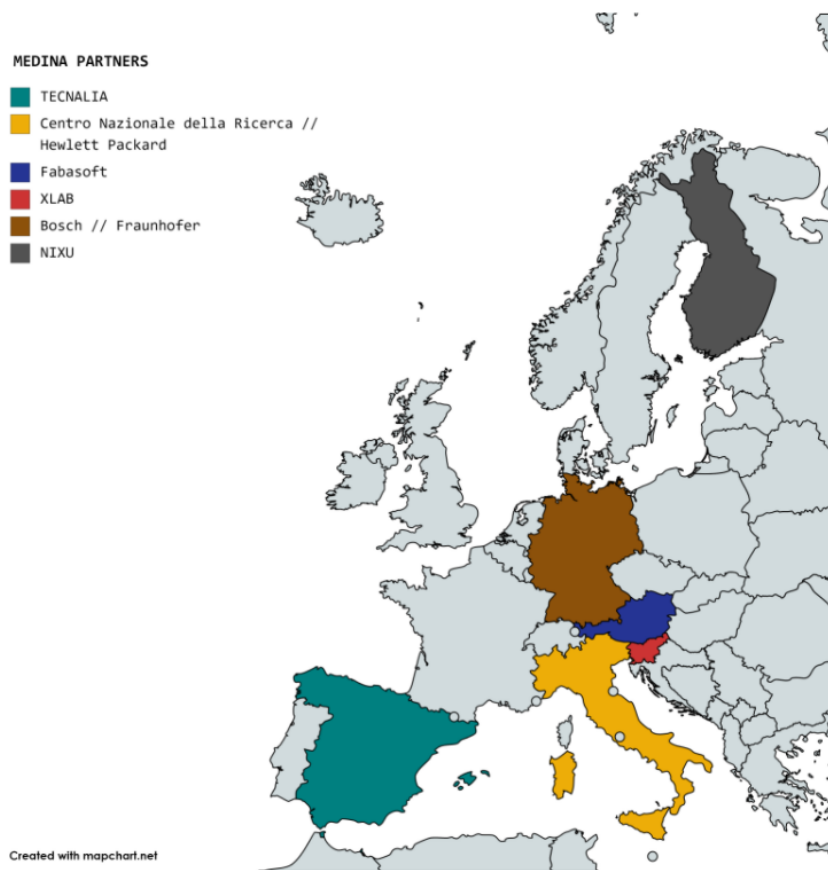 MEDINA PARTNERS
TECNALIA
Centro Nazionale della Ricerca //
Hewlett Packard
Fabasoft
XLAB
Bosch // Fraunhofer
NIXU
Created with mapchart.net